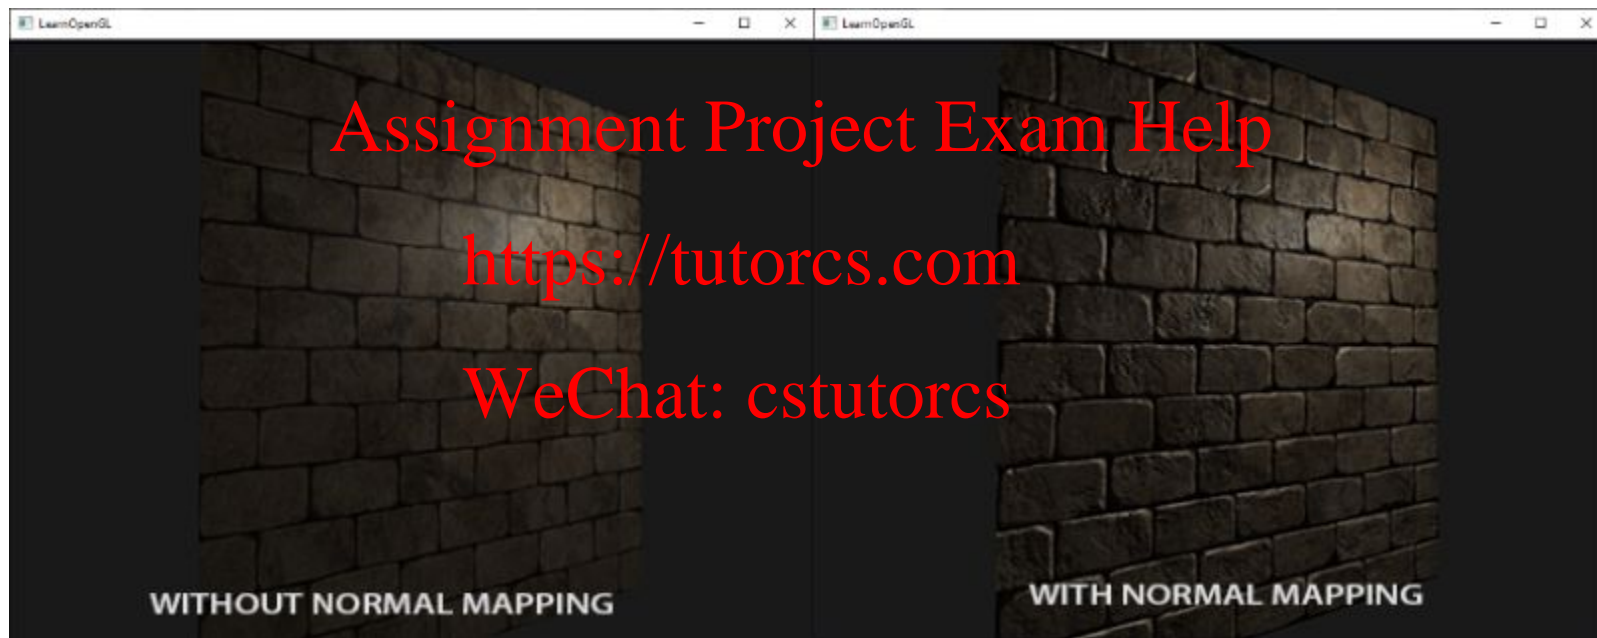 LearnOpenGL
LearnOpenGL
Assignment Project Exam Help
https://tutorcs.com
WeChat: cstutorcs
WITHOUT NORMAL MAPPING
WITH NORMAL MAPPING